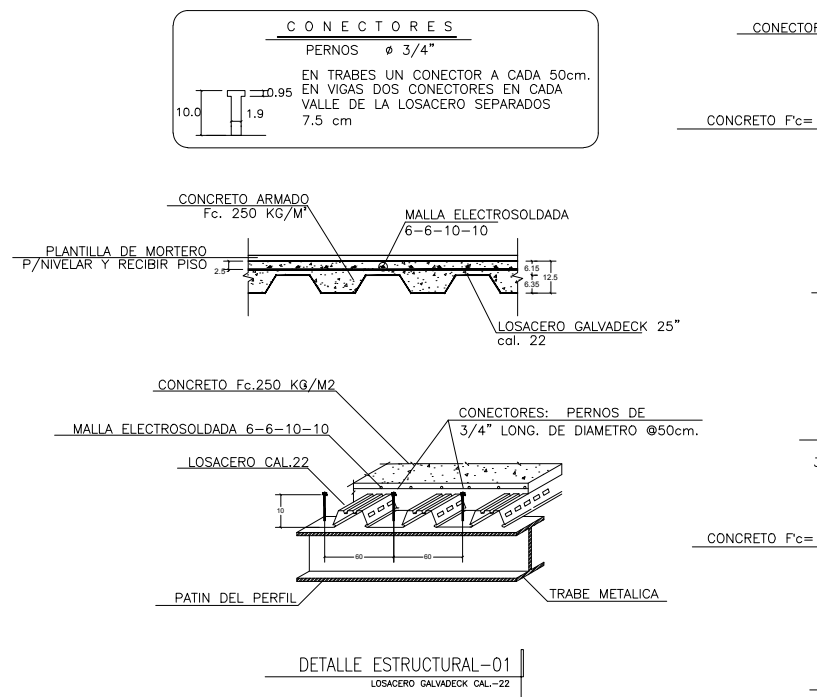 CONECTORES
PERNOS ø 3/4"
EN TRABES UN CONECTOR A CADA 50cm.
EN VIGAS DOS CONECTORES EN CADA
VALLE DE LA LOSACERO SEPARADOS
7.5 cm
0.95
10.0
1.9
CONECTOR
CONCRETO F'c=
CONCRETO ARMADO
Fc. 250 KG/M²
MALLA ELECTROSOLDADA
6-6-10-10
PLANTILLA DE MORTERO
P/NIVELAR Y RECIBIR PISO
2.5
6.15
12.5
6.35
LOSACERO GALVADECK 25"
cal. 22
CONCRETO Fc.250 KG/M2
CONECTORES: PERNOS DE
3/4" LONG. DE DIAMETRO @50cm.
MALLA ELECTROSOLDADA 6-6-10-10
LOSACERO CAL.22
10
60
60
CONCRETO F'c=
PATIN DEL PERFIL
TRABE METALICA
DETALLE ESTRUCTURAL-01
LOSACERO GALVADECK CAL.-22